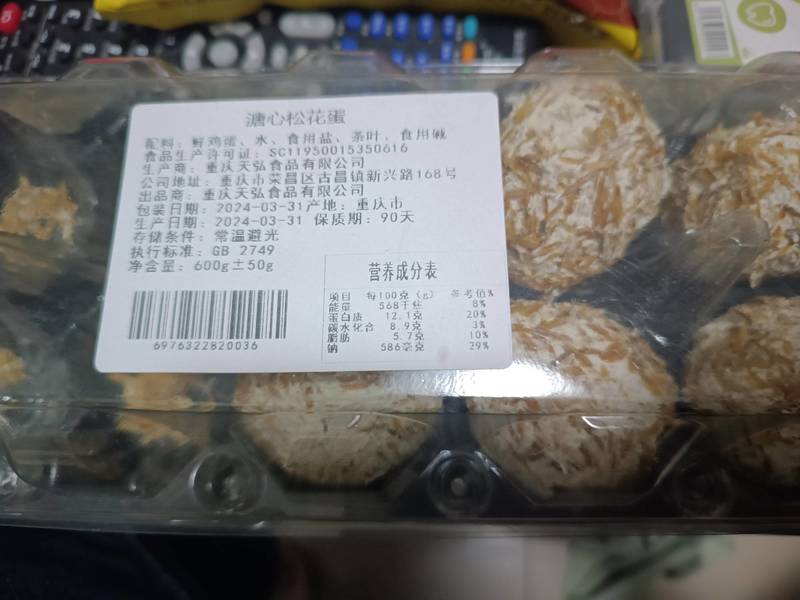 溏心松花蛋
配料：鲜鸡蛋、水、食用盐、茶叶、食用碱
食品生产许可证：SC11950015350616
生产商：重庆天弘食品有限公司
公司地址：重庆市荣昌区古昌镇新兴路168号
出品商：重庆天弘食品有限公司
包装日期：2024-03-31产地：重庆市
生产日期：2024-03-31 保质期：90天
存储条件：常温避光
执行标准：GB 2749
净含量：600g±50g
6976322820036
营养成分表
项目 每100克（g） 参考值%
能量 568千焦 8%
蛋白质 12.1克 20%
碳水化合 8.9克 3%
脂肪 5.7克 10%
钠 586毫克 29%